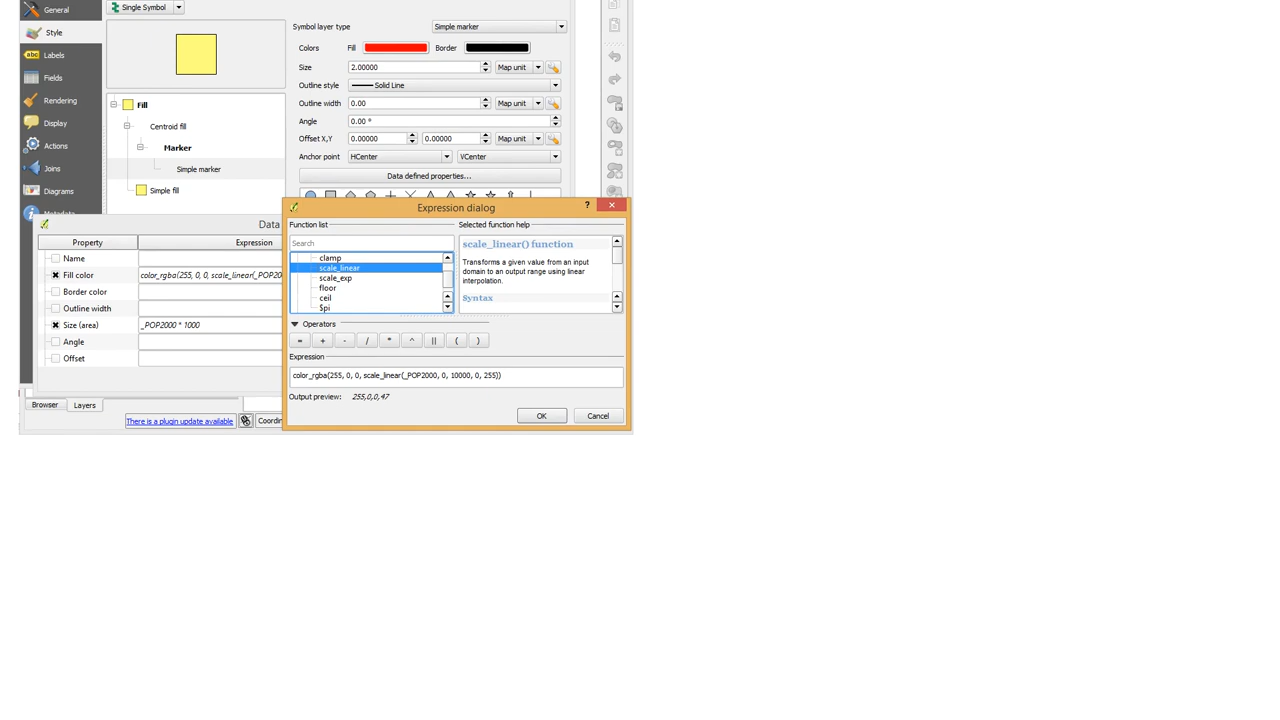 General
Single Symbol
Style
Labels
Fields
Rendering
Display
Actions
Joins
Diagrams
Metadata
Fill
Centroid fill
Marker
Simple marker
Simple fill
Symbol layer type
Simple marker
Colors
Fill
Border
Size
2.00000
Map unit
Outline style
Solid Line
Outline width
0.00
Map unit
Angle
0.00 °
Offset X,Y
0.00000
0.00000
Map unit
Anchor point
HCenter
VCenter
Data defined properties...
Data
Property
Expression
Name
Fill color
color_rgba(255, 0, 0, scale_linear(_POP20
Border color
Outline width
Size (area)
_POP2000 * 1000
Angle
Offset
Browser
Layers
There is a plugin update available
Coordin
Expression dialog
?
Function list
Selected function help
Search
clamp
scale_linear
scale_exp
floor
ceil
$pi
scale_linear() function
Transforms a given value from an input
domain to an output range using linear
interpolation.
Syntax
Operators
= + - / * ^ || ( )
Expression
color_rgba(255, 0, 0, scale_linear(_POP2000, 0, 10000, 0, 255))
Output preview: 255,0,0,47
OK
Cancel